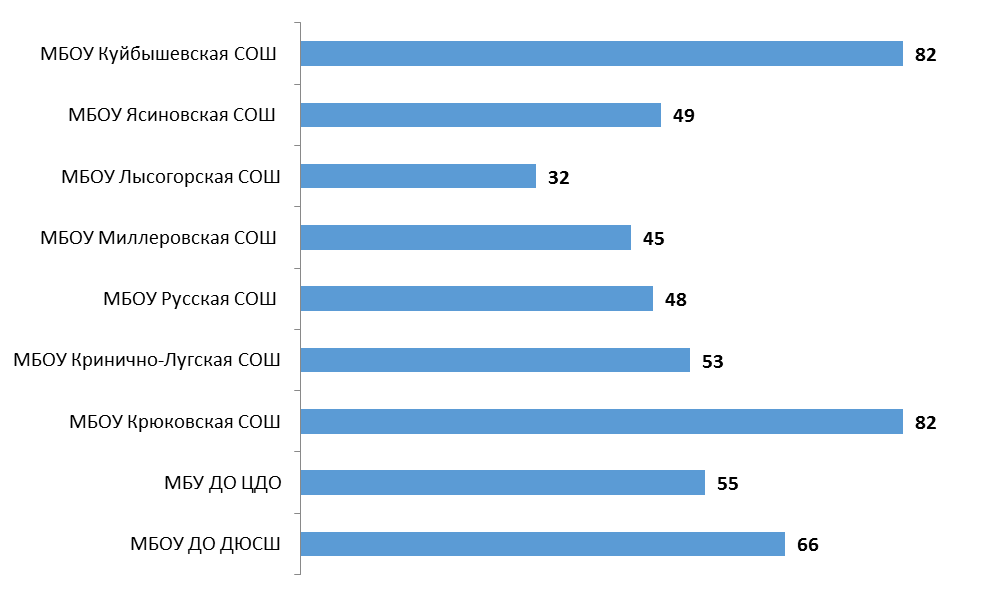 МБОУ Куйбышевская СОШ 82
МБОУ Ясиновская СОШ 49
МБОУ Лысогорская СОШ 32
МБОУ Миллеровская СОШ 45
МБОУ Русская СОШ 48
МБОУ Кринично-Лугская СОШ 53
МБОУ Крюковская СОШ 82
МБУ ДО ЦДО 55
МБОУ ДО ДЮСШ 66